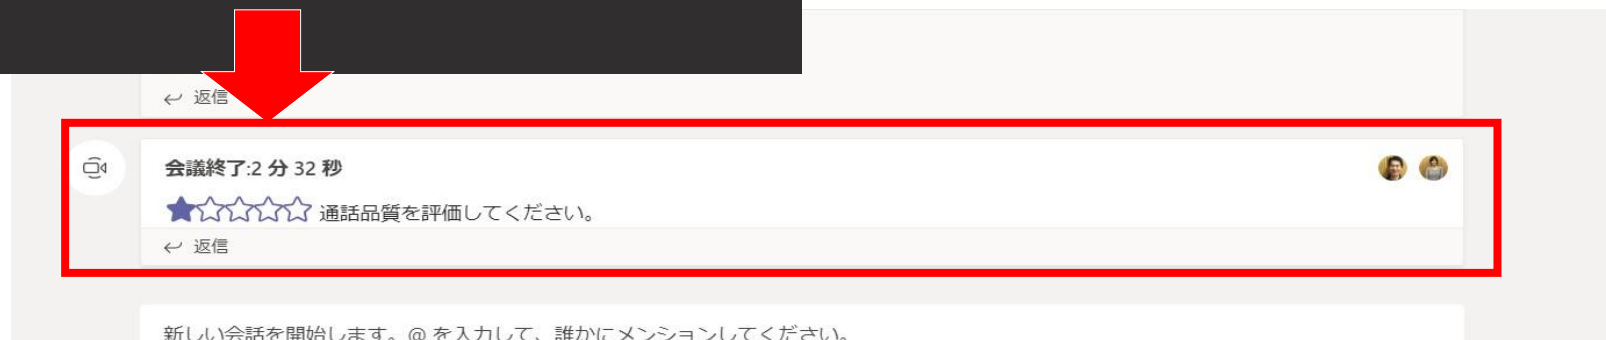 返信
会議終了:2 分 32 秒
通話品質を評価してください。
返信
新しい会話を開始します。@ を入力して、誰かにメンションしてください。